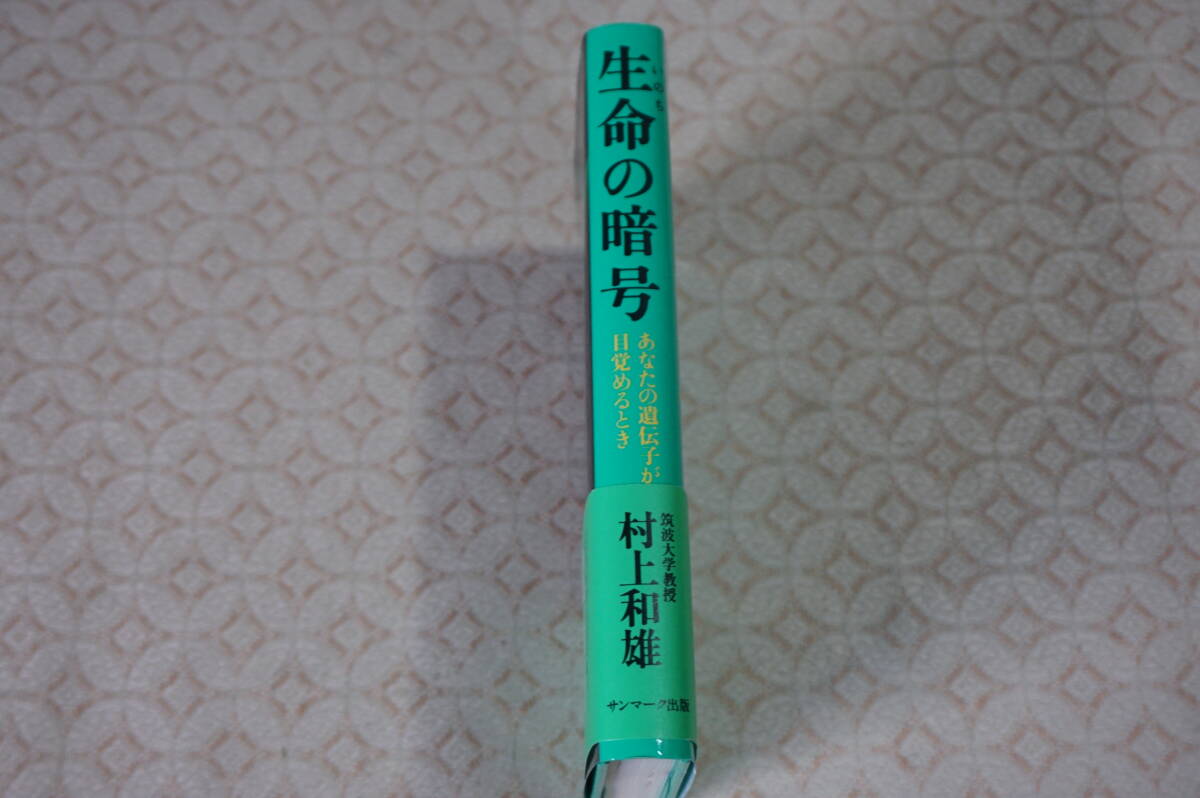 いのち
生命の暗号
あなたの遺伝子が
目覚めるとき
筑波大学教授
村上和雄
サンマーク出版